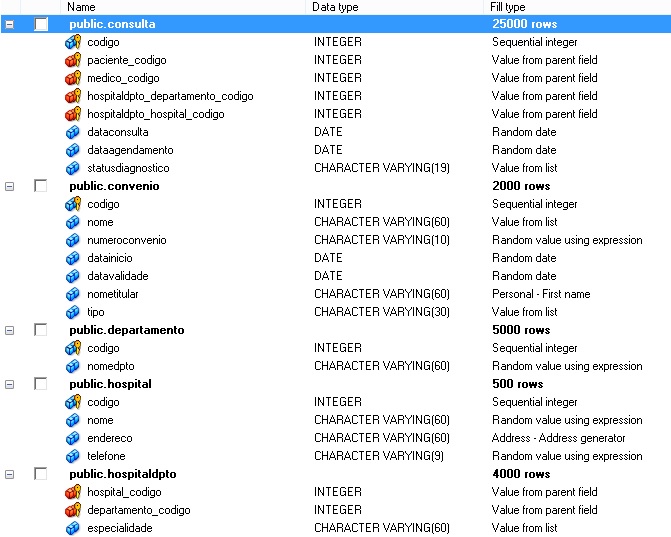 Name Data type Fill type
public.consulta 25000 rows
codigo INTEGER Sequential integer
paciente_codigo INTEGER Value from parent field
medico_codigo INTEGER Value from parent field
hospitaldpto_departamento_codigo INTEGER Value from parent field
hospitaldpto_hospital_codigo INTEGER Value from parent field
dataconsulta DATE Random date
dataagendamento DATE Random date
statusdiagnostico CHARACTER VARYING(19) Value from list
public.convenio 2000 rows
codigo INTEGER Sequential integer
nome CHARACTER VARYING(60) Value from list
numeroconvenio CHARACTER VARYING(10) Random value using expression
datainicio DATE Random date
datavalidade DATE Random date
nometitular CHARACTER VARYING(60) Personal - First name
tipo CHARACTER VARYING(30) Value from list
public.departamento 5000 rows
codigo INTEGER Sequential integer
nomedpto CHARACTER VARYING(60) Random value using expression
public.hospital 500 rows
codigo INTEGER Sequential integer
nome CHARACTER VARYING(60) Random value using expression
endereco CHARACTER VARYING(60) Address - Address generator
telefone CHARACTER VARYING(9) Random value using expression
public.hospitaldpto 4000 rows
hospital_codigo INTEGER Value from parent field
departamento_codigo INTEGER Value from parent field
especialidade CHARACTER VARYING(60) Value from list